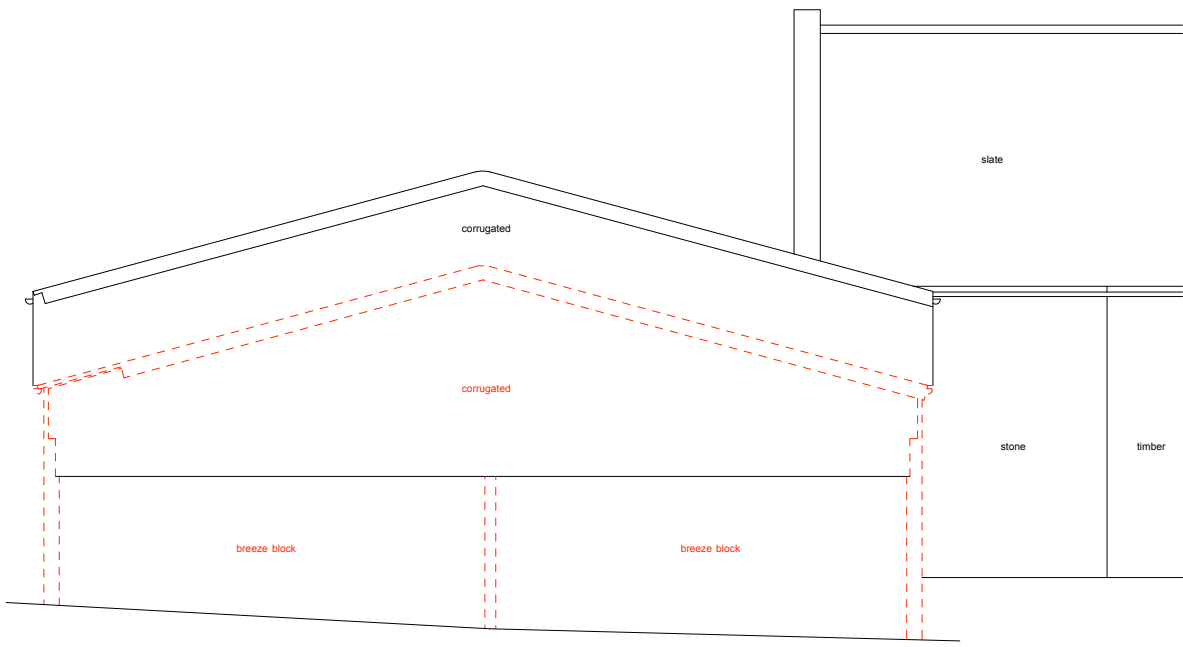 slate
corrugated
corrugated
stone
timber
breeze block
breeze block